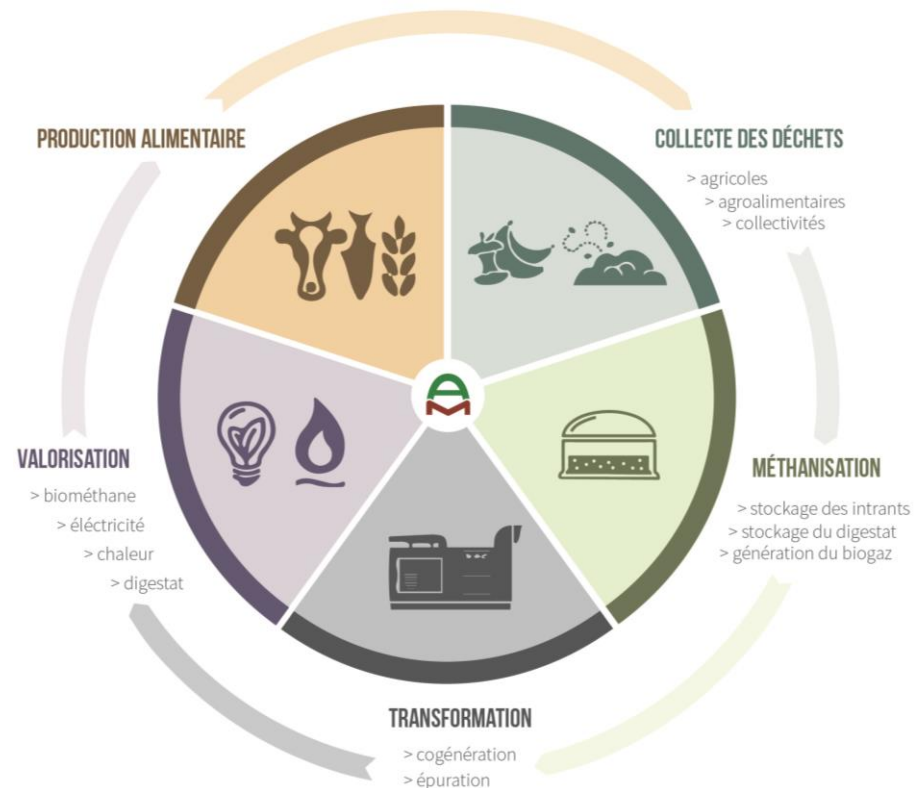 PRODUCTION ALIMENTAIRE
COLLECTE DES DÉCHETS
> agricoles
> agroalimentaires
> collectivités
MÉTHANISATION
> stockage des intrants
> stockage du digestat
> génération du biogaz
TRANSFORMATION
> cogénération
> épuration
VALORISATION
> biométhane
> éléctricité
> chaleur
> digestat
AM